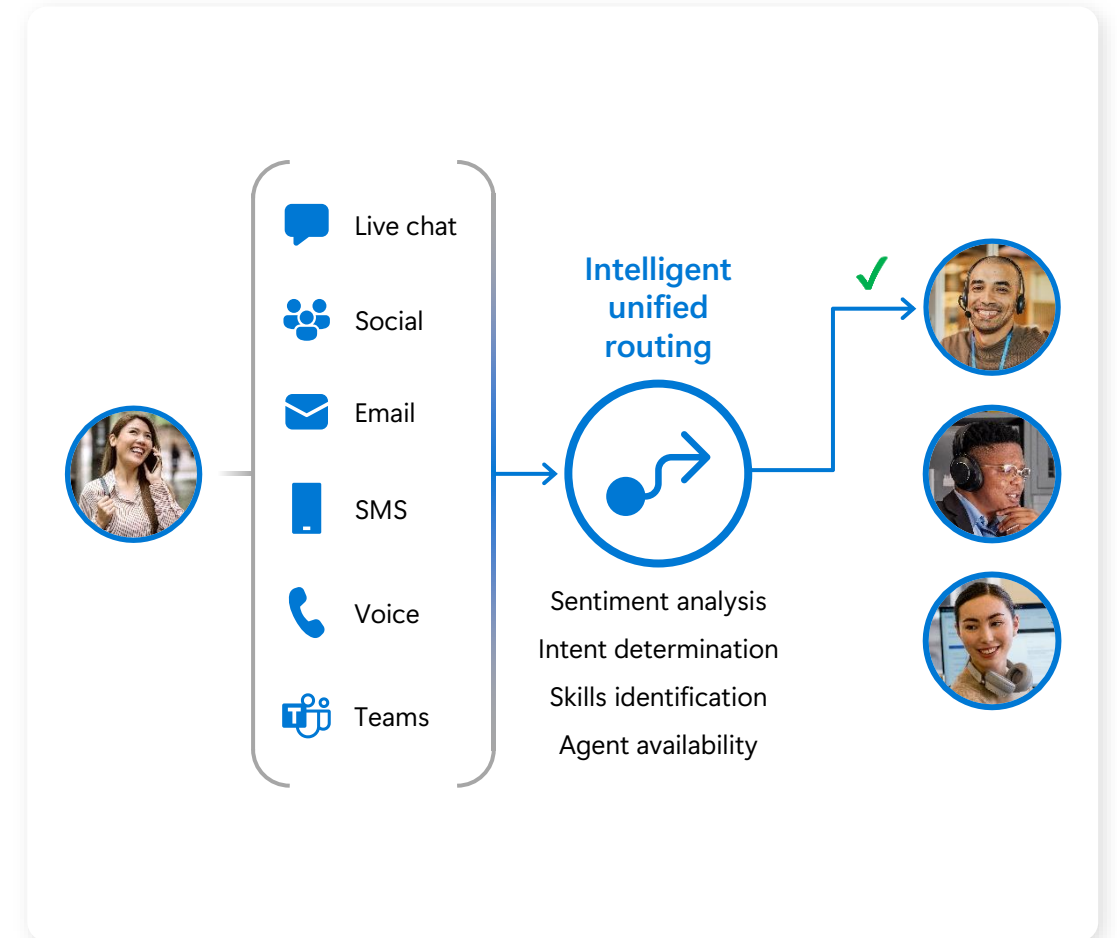 Live chat
Social
Email
SMS
Voice
T
Teams
Intelligent
unified
routing
Sentiment analysis
Intent determination
Skills identification
Agent availability